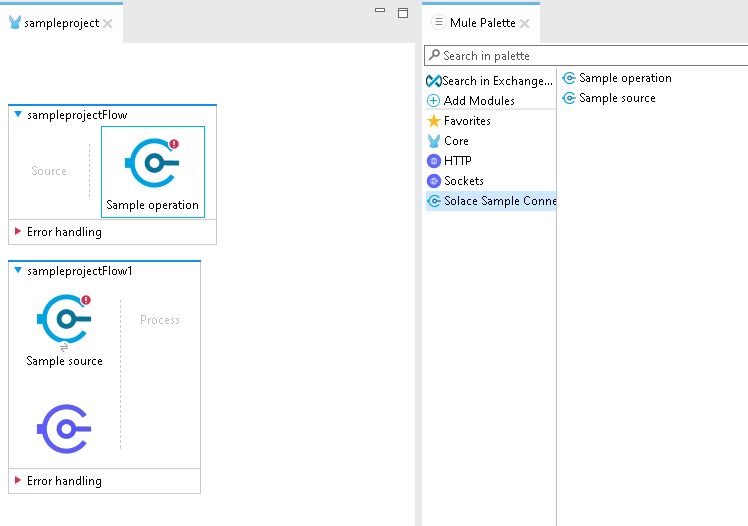 sampleproject
sampleprojectFlow
Source
Sample operation
Error handling
sampleprojectFlow1
Process
Sample source
Error handling
Mule Palette
Search in palette
Search in Exchange...
Add Modules
Favorites
Core
HTTP
Sockets
Solace Sample Conne
Sample operation
Sample source